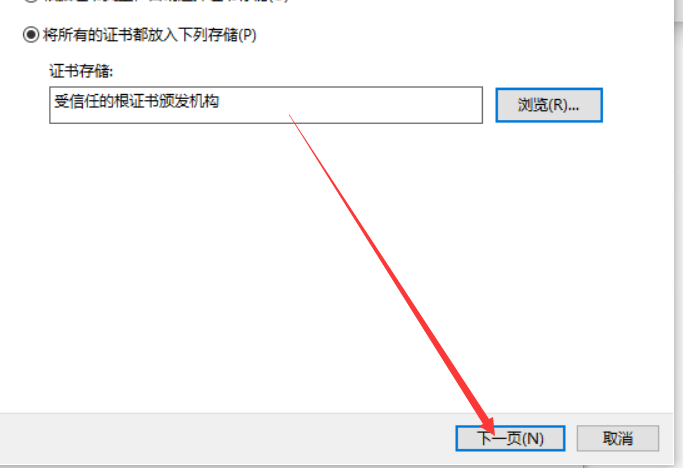 将所有的证书都放入下列存储(P)
证书存储:
受信任的根证书颁发机构
浏览(R)...
下一页(N)
取消